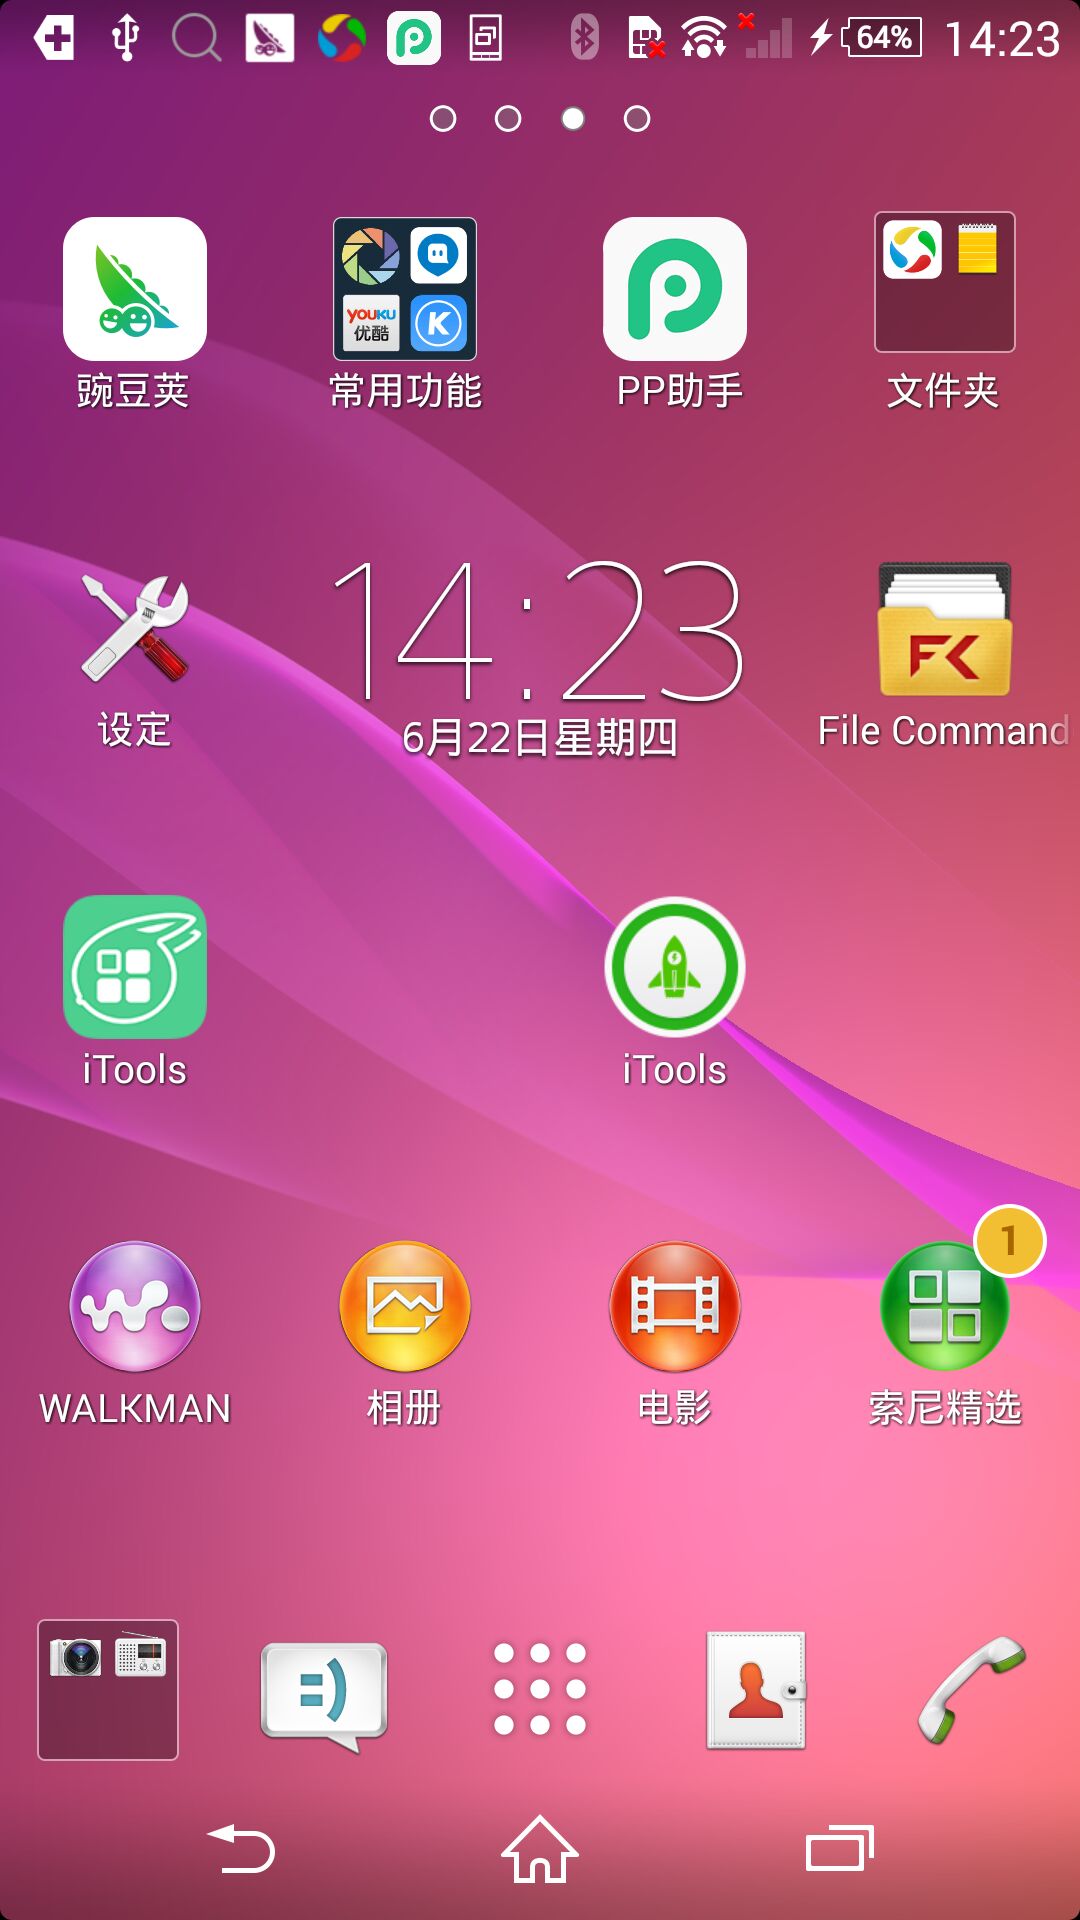 64% 14:23
YOUKU
优酷
K
豌豆荚 常用功能 PP助手 文件夹
14:23
6月22日星期四
FK
设定 File Command
iTools iTools
1
WALKMAN 相册 电影 索尼精选